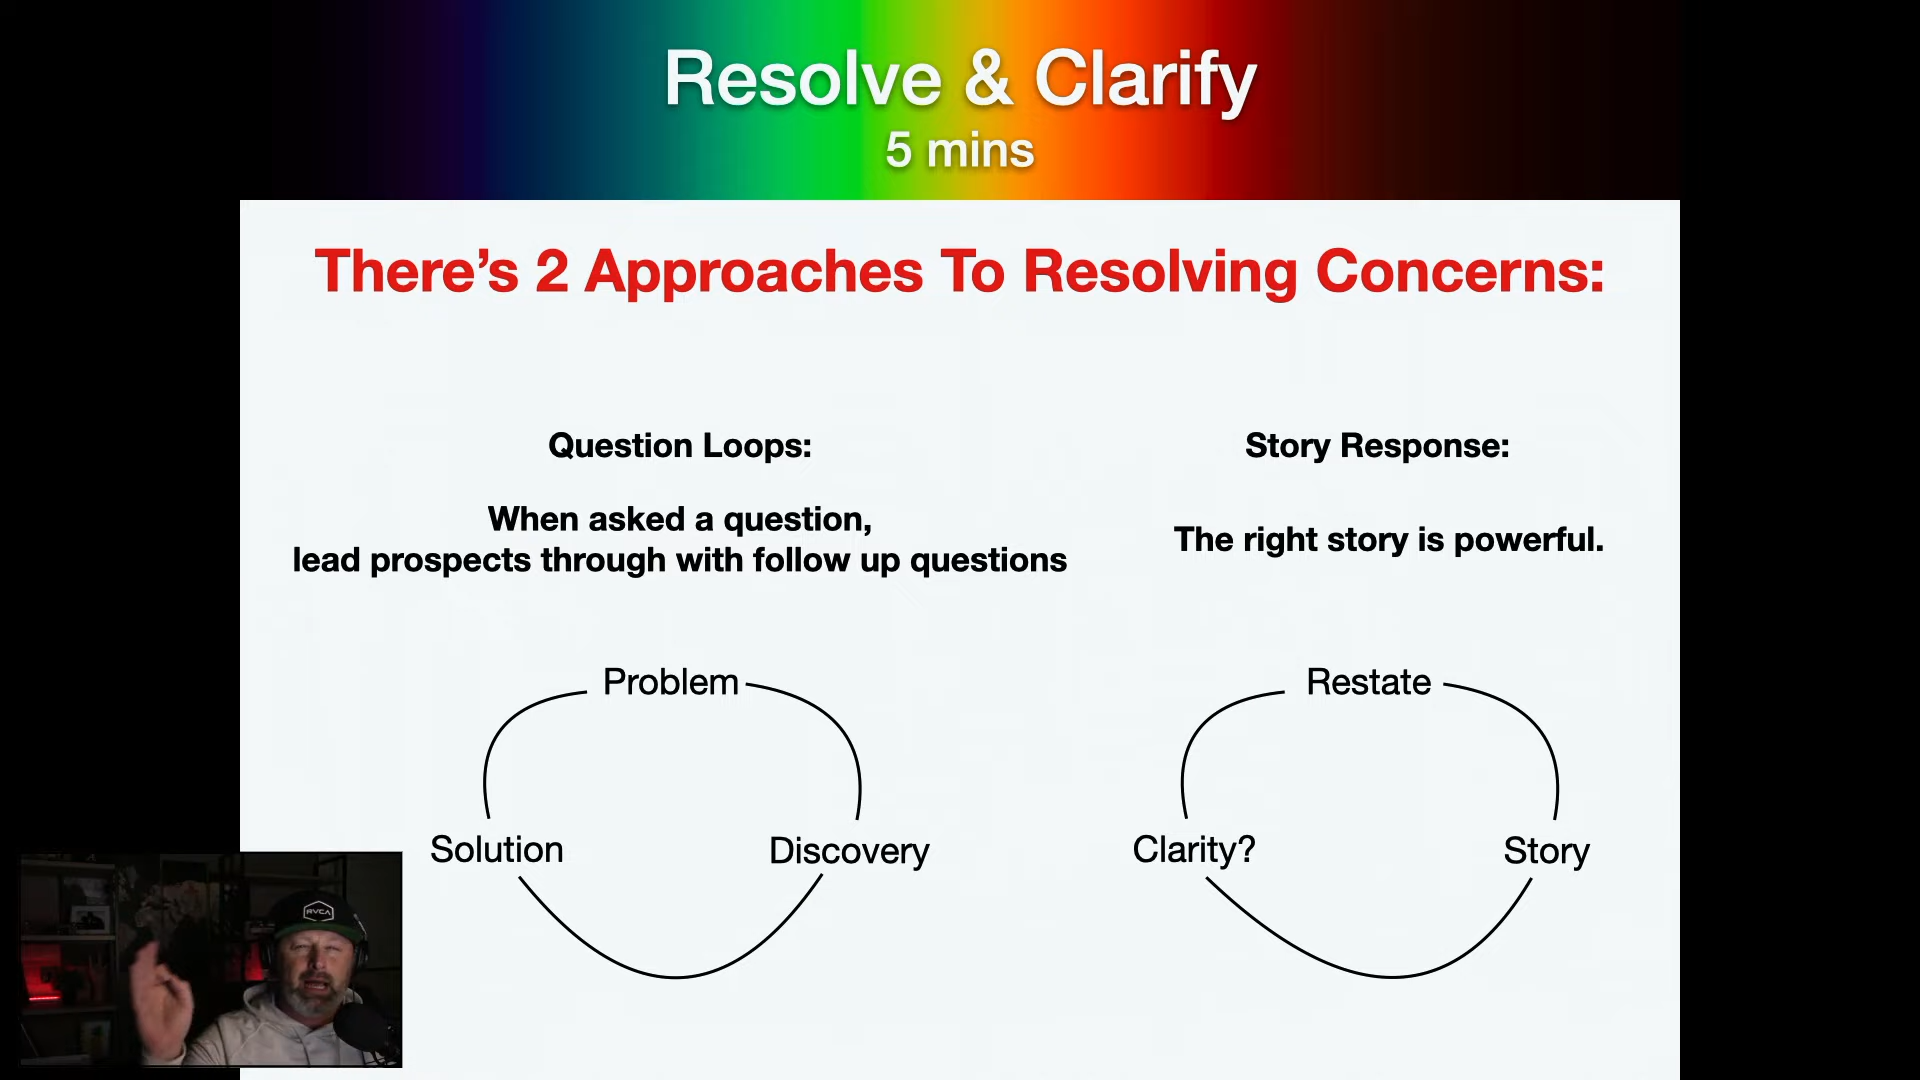 Resolve & Clarify
5 mins
There’s 2 Approaches To Resolving Concerns:
Question Loops:
When asked a question,
lead prospects through with follow up questions
Problem
Solution
Discovery
Story Response:
The right story is powerful.
Restate
Clarity?
Story
RVCA